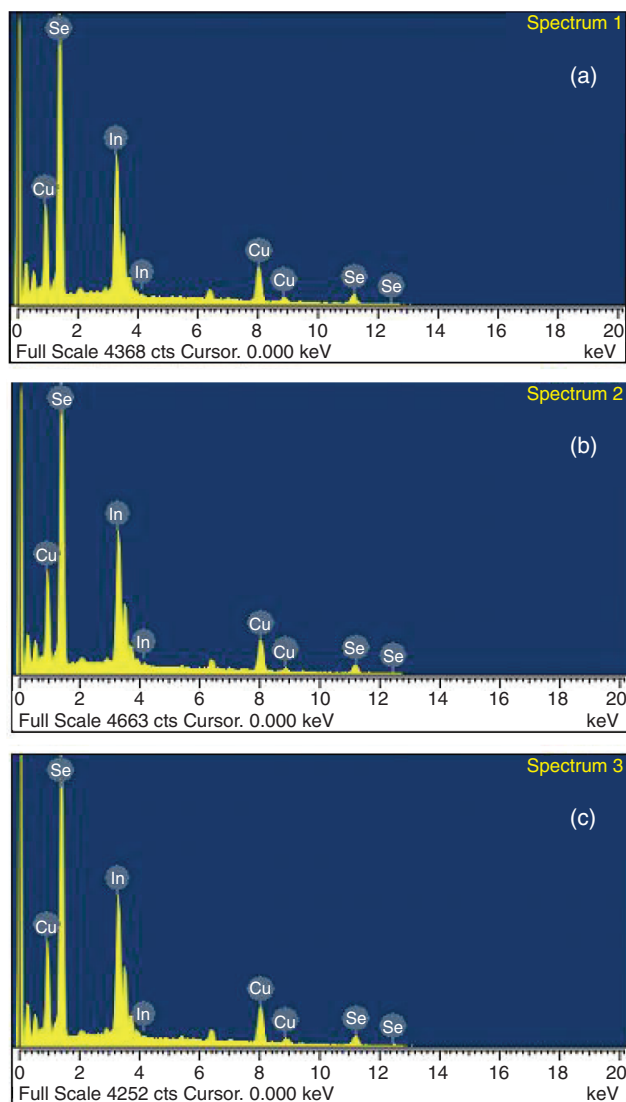 Spectrum 1
(a)
Se
In
Cu
In
Cu
Cu
Se
Se
0 2 4 6 8 10 12 14 16 18 20
Full Scale 4368 cts Cursor. 0.000 keV keV
Spectrum 2
(b)
Se
In
Cu
In
Cu
Cu
Se
Se
0 2 4 6 8 10 12 14 16 18 20
Full Scale 4663 cts Cursor. 0.000 keV keV
Spectrum 3
(c)
Se
In
Cu
In
Cu
Cu
Se
Se
0 2 4 6 8 10 12 14 16 18 20
Full Scale 4252 cts Cursor. 0.000 keV keV